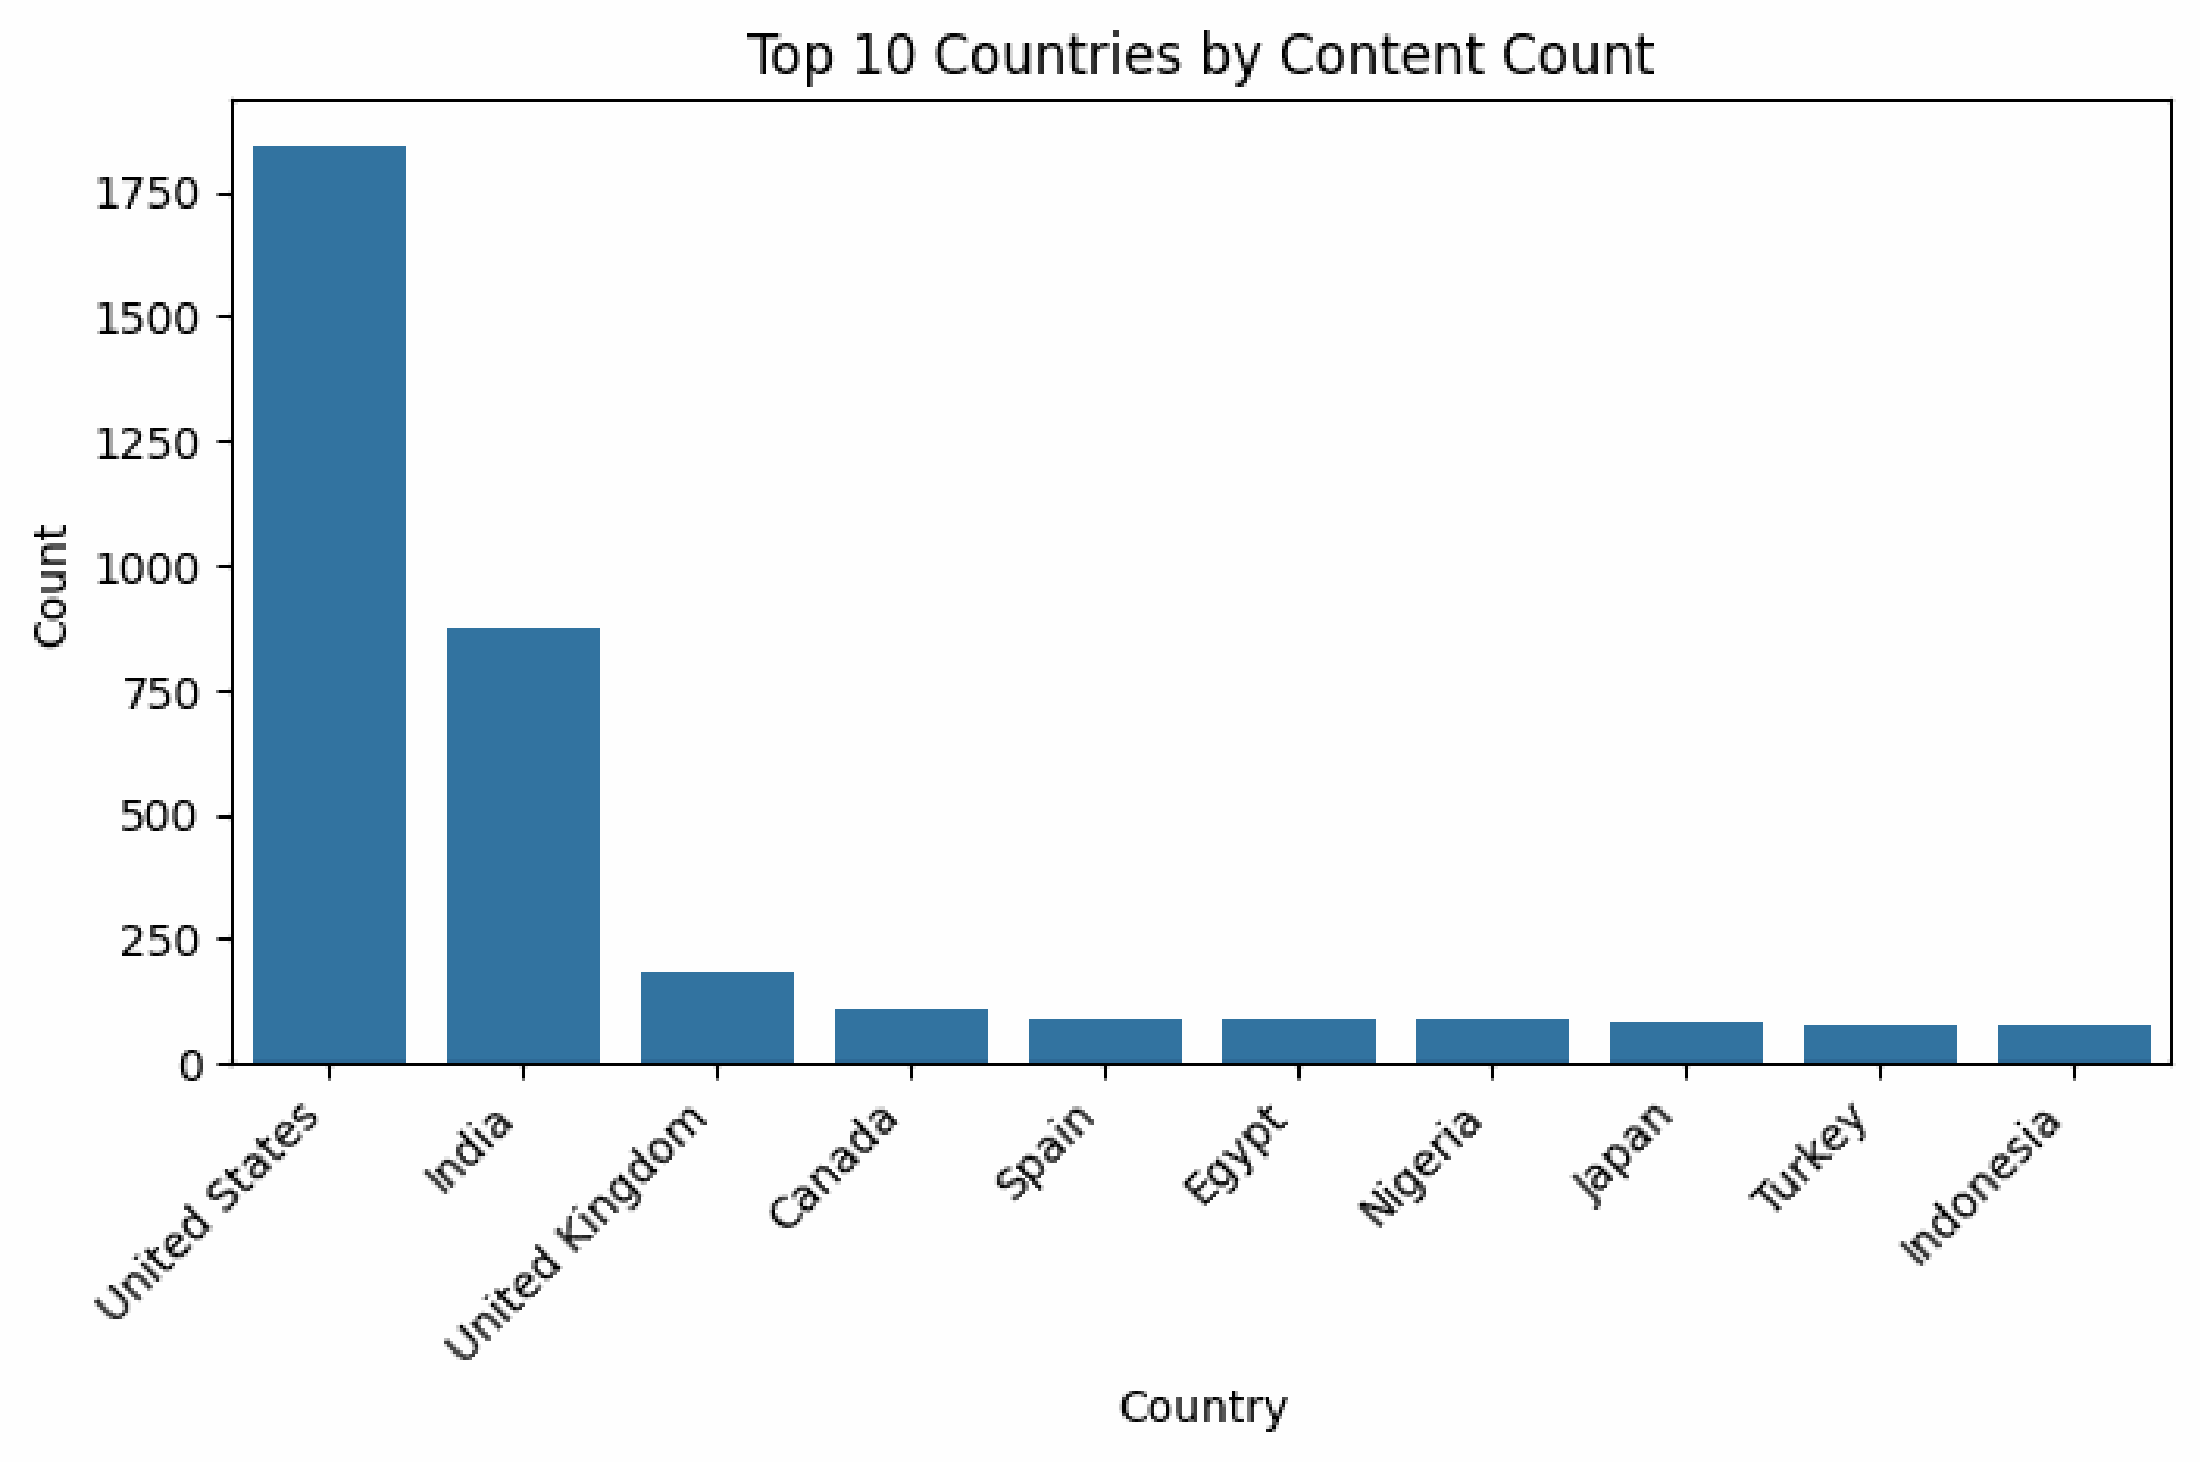 Top 10 Countries by Content Count
Count
1750
1500
1250
1000
750
500
250
0
United States
India
United Kingdom
Canada
Spain
Egypt
Nigeria
Japan
Turkey
Indonesia
Country